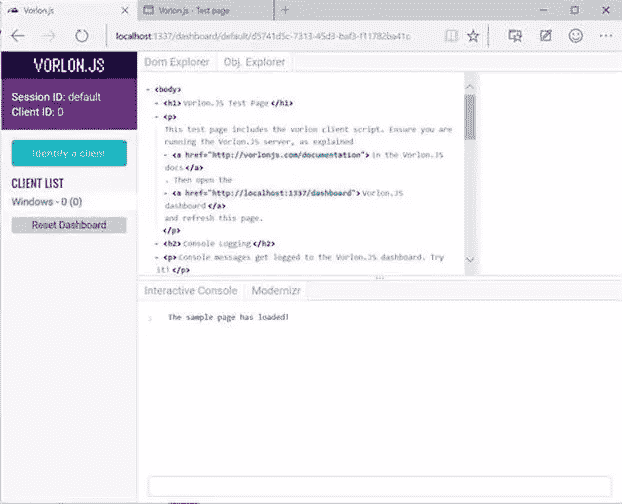 Vorlon.js
Vorlon.js - Test page
localhost:1337/dashboard/default/d5741d5c-7313-45d3-baf3-f11782ba41c
VORLON.JS
Session ID: default
Client ID: 0
Identify a client
CLIENT LIST
Windows - 0 (0)
Reset Dashboard
Dom Explorer Obj. Explorer
- <body>
- <h1>Vorlon.JS Test Page</h1>
- <p>
This test page includes the vorlon client script. Ensure you are
running the Vorlon.JS server, as explained
- <a href="http://vorlonjs.com/documentation">in the Vorlon.JS
docs</a>
. Then open the
- <a href="http://localhost:1337/dashboard">Vorlon.JS
dashboard</a>
and refresh this page.
</p>
- <h2>Console Logging</h2>
- <p>Console messages get logged to the Vorlon.JS dashboard. Try
it!</p>
Interactive Console Modernizr
The sample page has loaded!